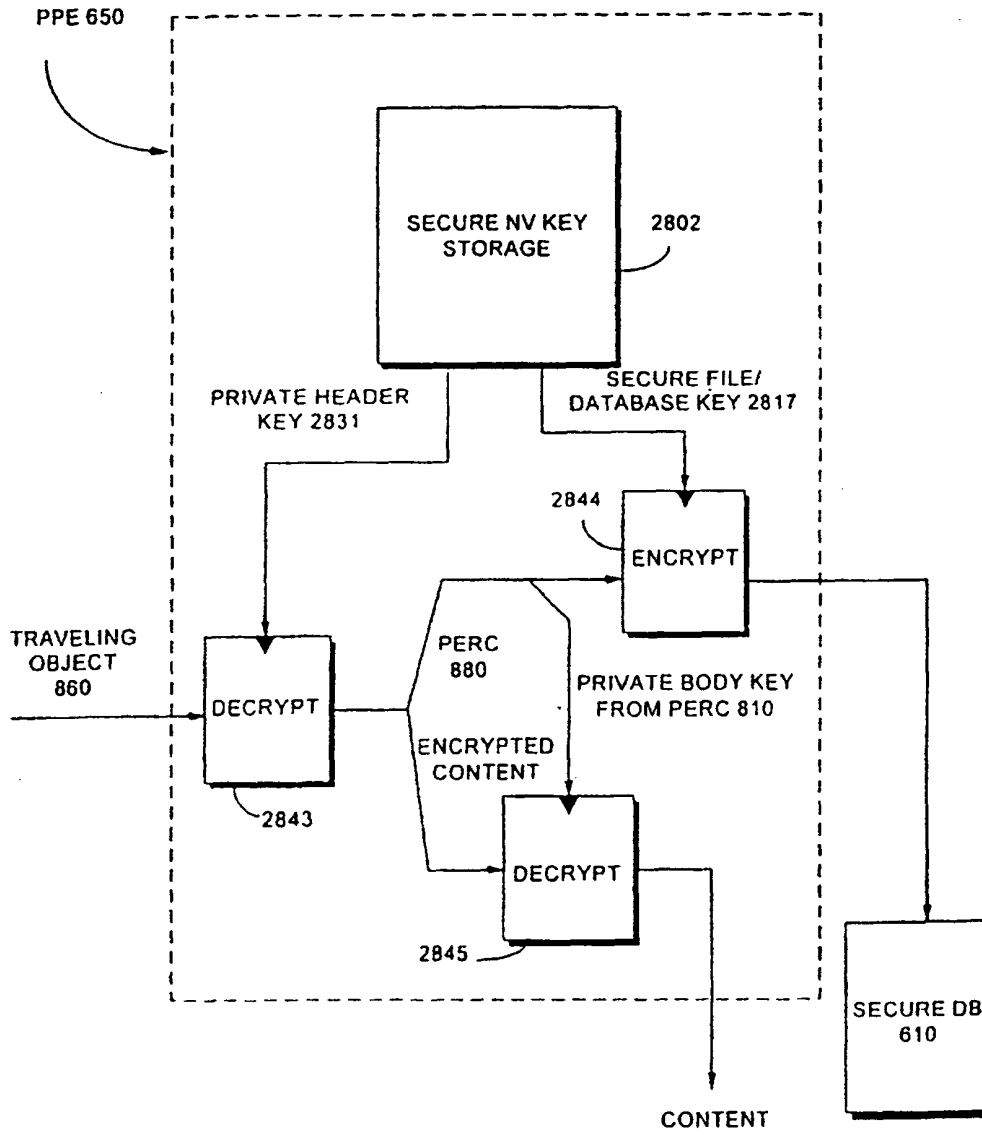 PPE 650
SECURE NV KEY
STORAGE
2802
PRIVATE HEADER
KEY 2831
SECURE FILE/
DATABASE KEY 2817
2844
ENCRYPT
TRAVELING
OBJECT
860
DECRYPT
2843
PERC
880
PRIVATE BODY KEY
FROM PERC 810
ENCRYPTED
CONTENT
DECRYPT
2845
SECURE DB
610
CONTENT